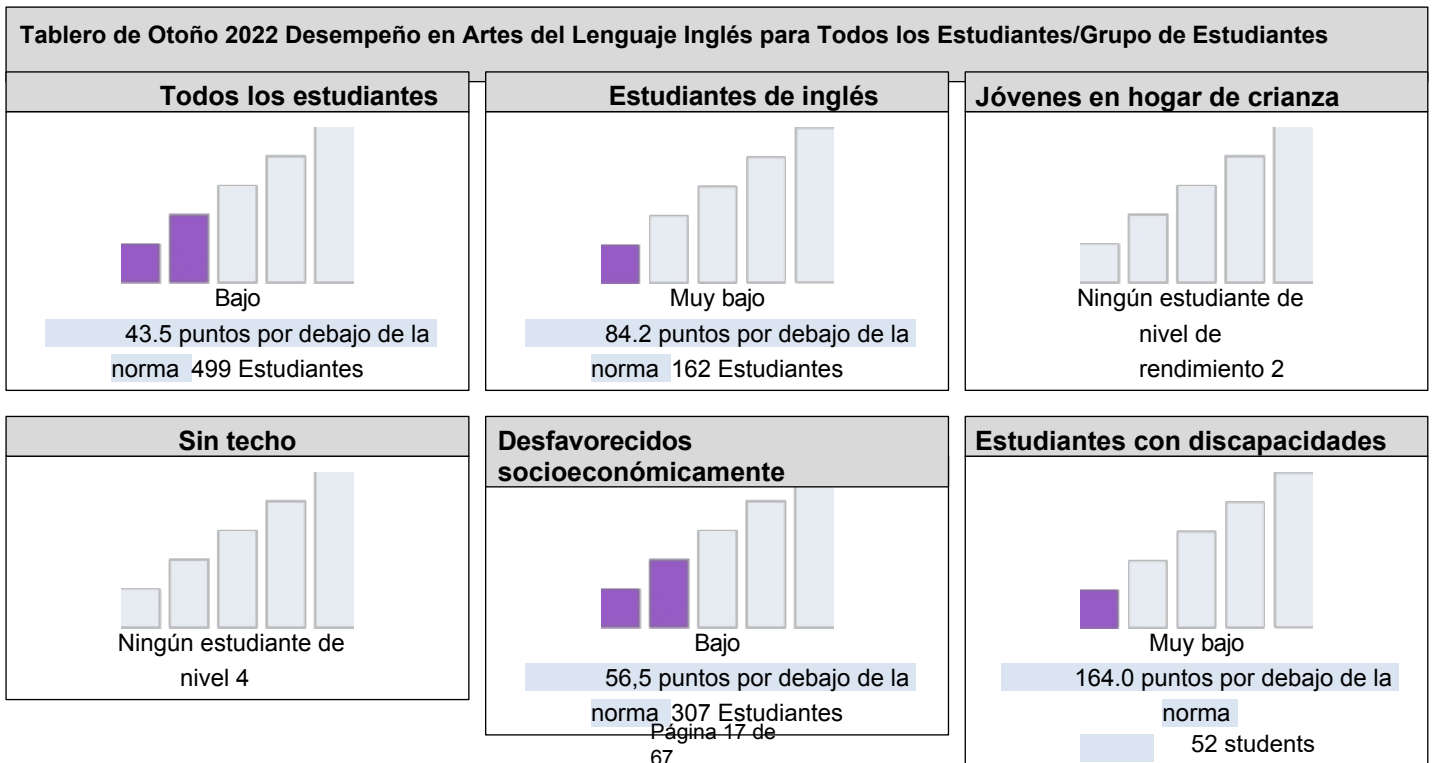 Tablero de Otoño 2022 Desempeño en Artes del Lenguaje Inglés para Todos los Estudiantes/Grupo de Estudiantes
Todos los estudiantes
Bajo
43.5 puntos por debajo de la
norma 499 Estudiantes
Estudiantes de inglés
Muy bajo
84.2 puntos por debajo de la
norma 162 Estudiantes
Jóvenes en hogar de crianza
Ningún estudiante de
nivel de
rendimiento 2
Sin techo
Ningún estudiante de
nivel 4
Desfavorecidos
socioeconómicamente
Bajo
56,5 puntos por debajo de la
norma 307 Estudiantes
Estudiantes con discapacidades
Muy bajo
164.0 puntos por debajo de la
norma
52 students
Página 17 de
67